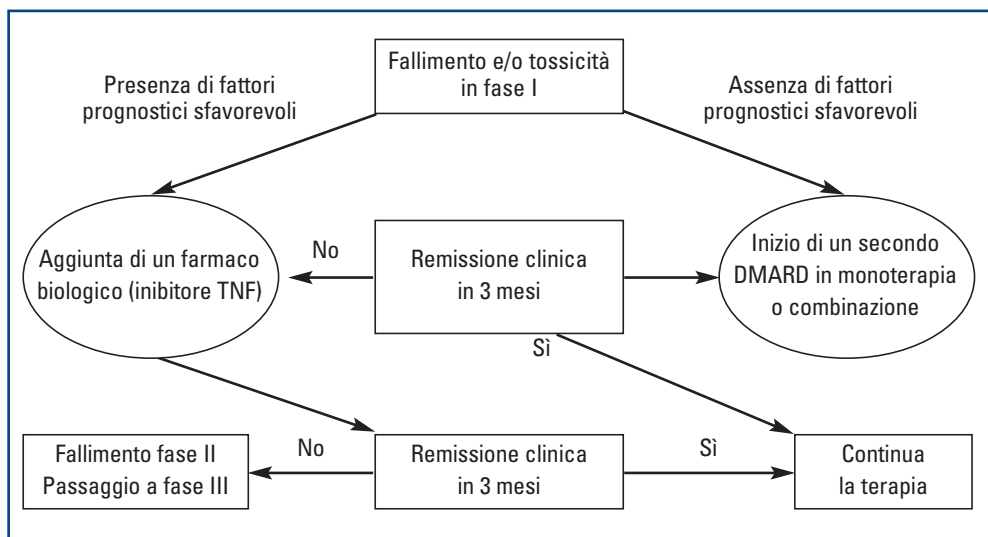 Fallimento e/o tossicità
in fase I
Presenza di fattori
prognostici sfavorevoli
Assenza di fattori
prognostici sfavorevoli
Aggiunta di un farmaco
biologico (inibitore TNF)
No
Remissione clinica
in 3 mesi
Inizio di un secondo
DMARD in monoterapia
o combinazione
Sì
Fallimento fase II
Passaggio a fase III
No
Remissione clinica
in 3 mesi
Sì
Continua
la terapia